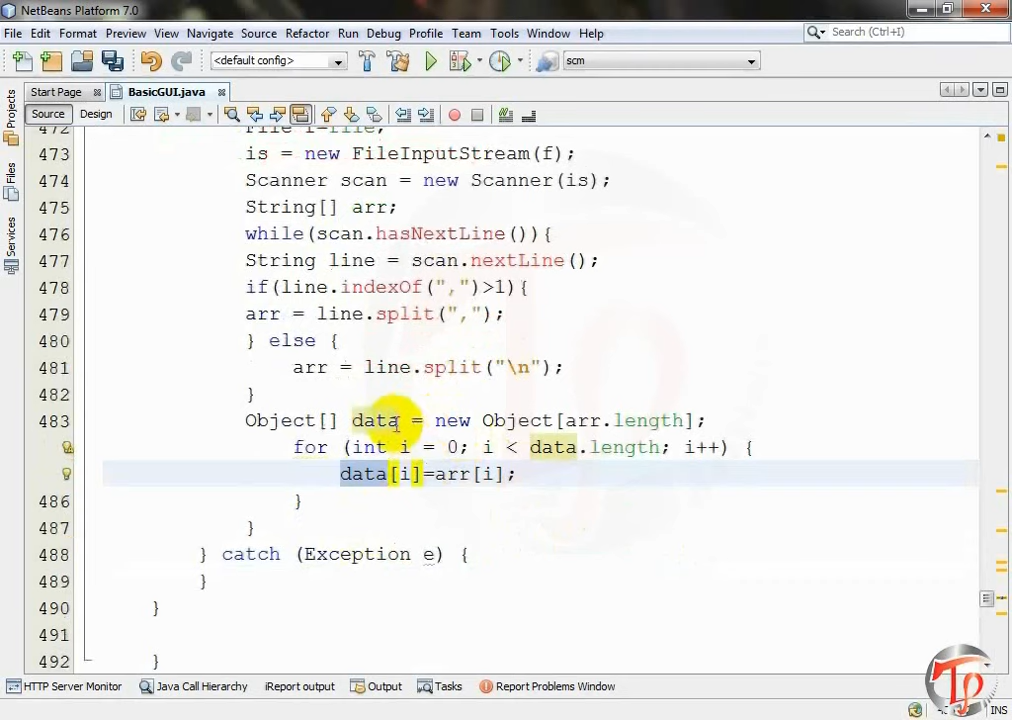 NetBeans Platform 7.0
File Edit Format Preview View Navigate Source Refactor Run Debug Profile Team Tools Window Help
Search (Ctrl+I)
<default config>
scm
Start Page
BasicGUI.java
Source Design
Projects
Files
Services
472 File f=file;
473 is = new FileInputStream(f);
474 Scanner scan = new Scanner(is);
475 String[] arr;
476 while(scan.hasNextLine()){
477 String line = scan.nextLine();
478 if(line.indexOf(",")>1){
479 arr = line.split(",");
480 } else {
481 arr = line.split("\n");
482 }
483 Object[] data = new Object[arr.length];
for (int i = 0; i < data.length; i++) {
data[i]=arr[i];
486 }
487 }
488 } catch (Exception e) {
489 }
490 }
491
492 }
HTTP Server Monitor Java Call Hierarchy iReport output Output Tasks Report Problems Window
INS
Tp